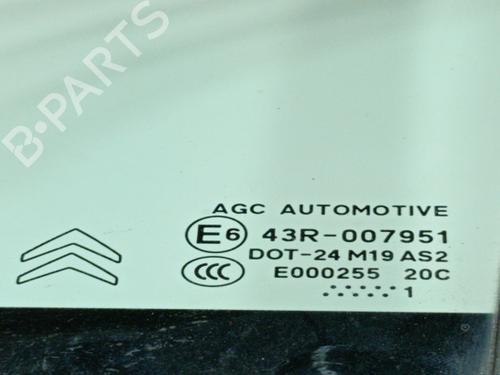 B-PARTS
AGC AUTOMOTIVE
E6 43R-007951
DOT-24 M19 AS2
CCC E000255 20C
.......... 1